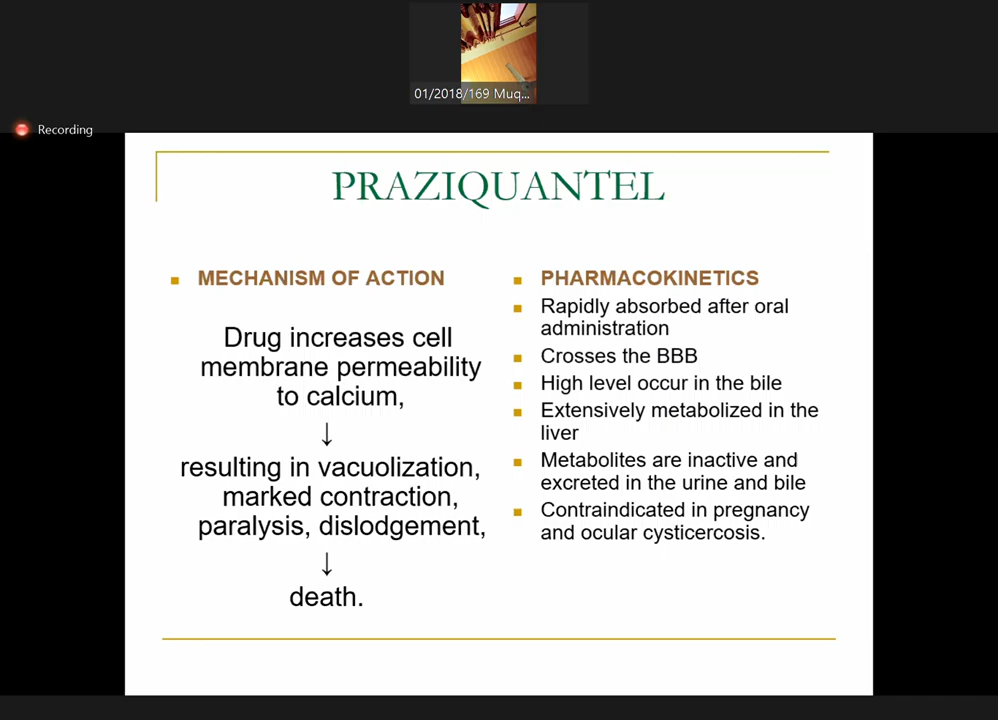 01/2018/169 Muq...
Recording
PRAZIQUANTEL
MECHANISM OF ACTION
Drug increases cell
membrane permeability
to calcium,
↓
resulting in vacuolization,
marked contraction,
paralysis, dislodgement,
↓
death.
PHARMACOKINETICS
Rapidly absorbed after oral
administration
Crosses the BBB
High level occur in the bile
Extensively metabolized in the
liver
Metabolites are inactive and
excreted in the urine and bile
Contraindicated in pregnancy
and ocular cysticercosis.